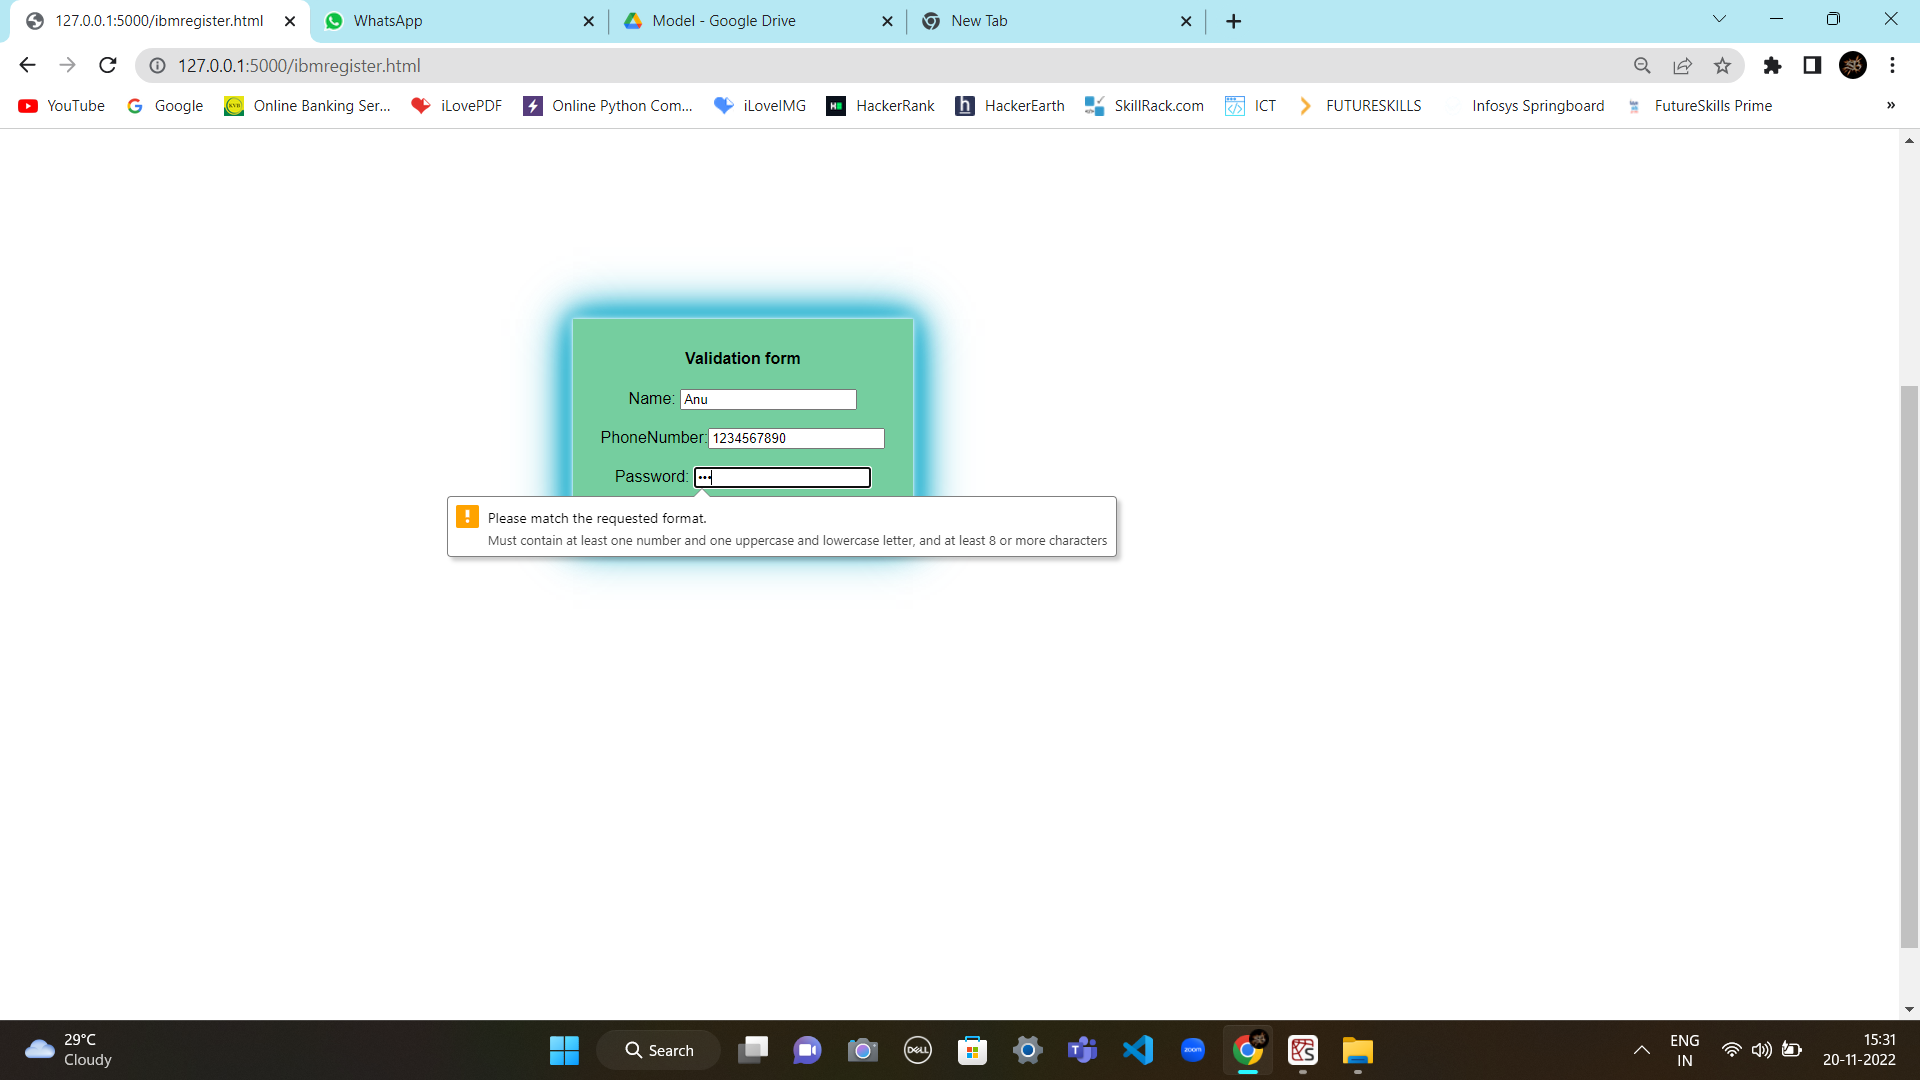 127.0.0.1:5000/ibmregister.html
WhatsApp
Model - Google Drive
New Tab
127.0.0.1:5000/ibmregister.html
YouTube
Google
Online Banking Ser...
iLovePDF
Online Python Com...
iLoveIMG
HackerRank
HackerEarth
SkillRack.com
ICT
FUTURESKILLS
Infosys Springboard
FutureSkills Prime
»
Validation form
Name: Anu
PhoneNumber: 1234567890
Password: •••
Please match the requested format.
Must contain at least one number and one uppercase and lowercase letter, and at least 8 or more characters
29°C
Cloudy
Search
DELL
zoom
ENG
IN
15:31
20-11-2022